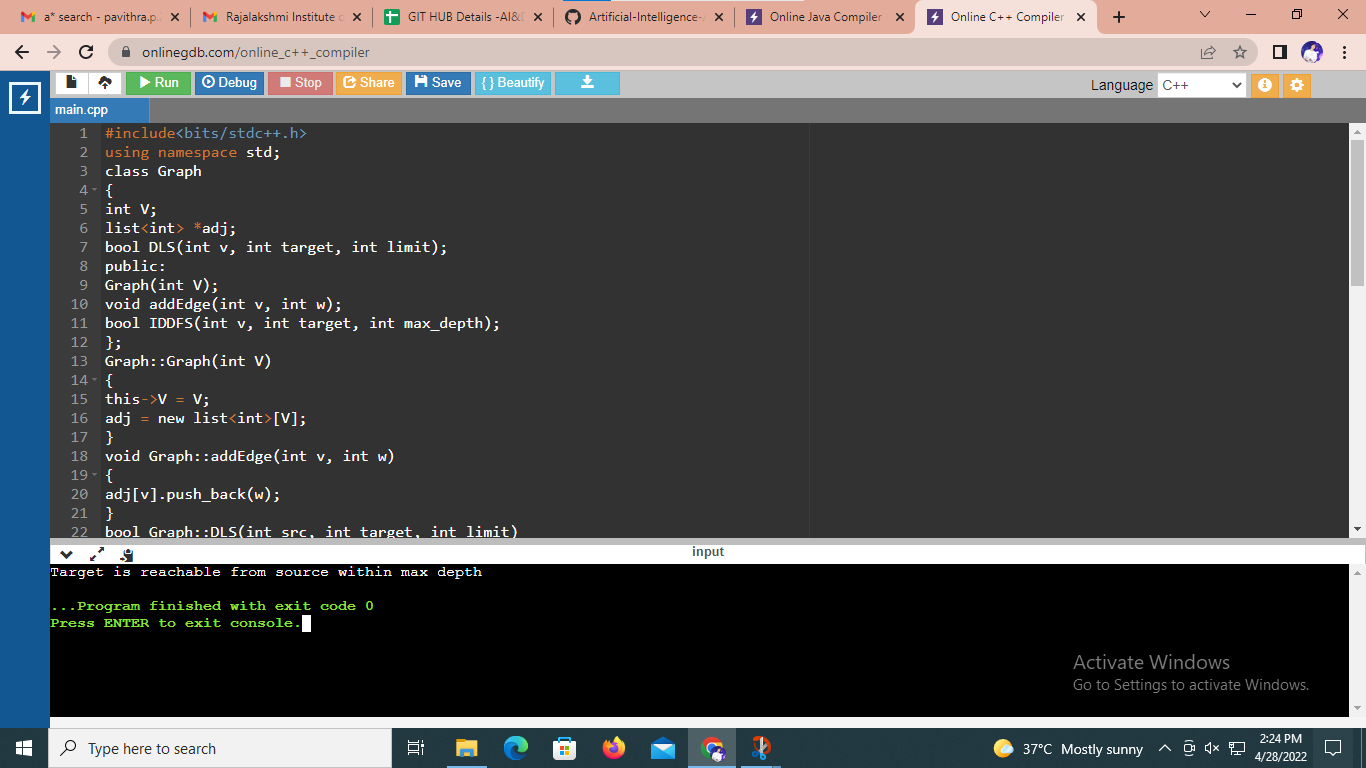 a* search - pavithra.p.
Rajalakshmi Institute
GIT HUB Details -AI&
Artificial-Intelligence-
Online Java Compiler
Online C++ Compiler
onlinegdb.com/online_c++_compiler
Run
Debug
Stop
Share
Save
{ } Beautify
Language C++
main.cpp
1 #include<bits/stdc++.h>
2 using namespace std;
3 class Graph
4 {
5 int V;
6 list<int> *adj;
7 bool DLS(int v, int target, int limit);
8 public:
9 Graph(int V);
10 void addEdge(int v, int w);
11 bool IDDFS(int v, int target, int max_depth);
12 };
13 Graph::Graph(int V)
14 {
15 this->V = V;
16 adj = new list<int>[V];
17 }
18 void Graph::addEdge(int v, int w)
19 {
20 adj[v].push_back(w);
21 }
22 bool Graph::DLS(int src, int target, int limit)
input
Target is reachable from source within max depth
...Program finished with exit code 0
Press ENTER to exit console.
Activate Windows
Go to Settings to activate Windows.
Type here to search
37°C Mostly sunny
2:24 PM
4/28/2022